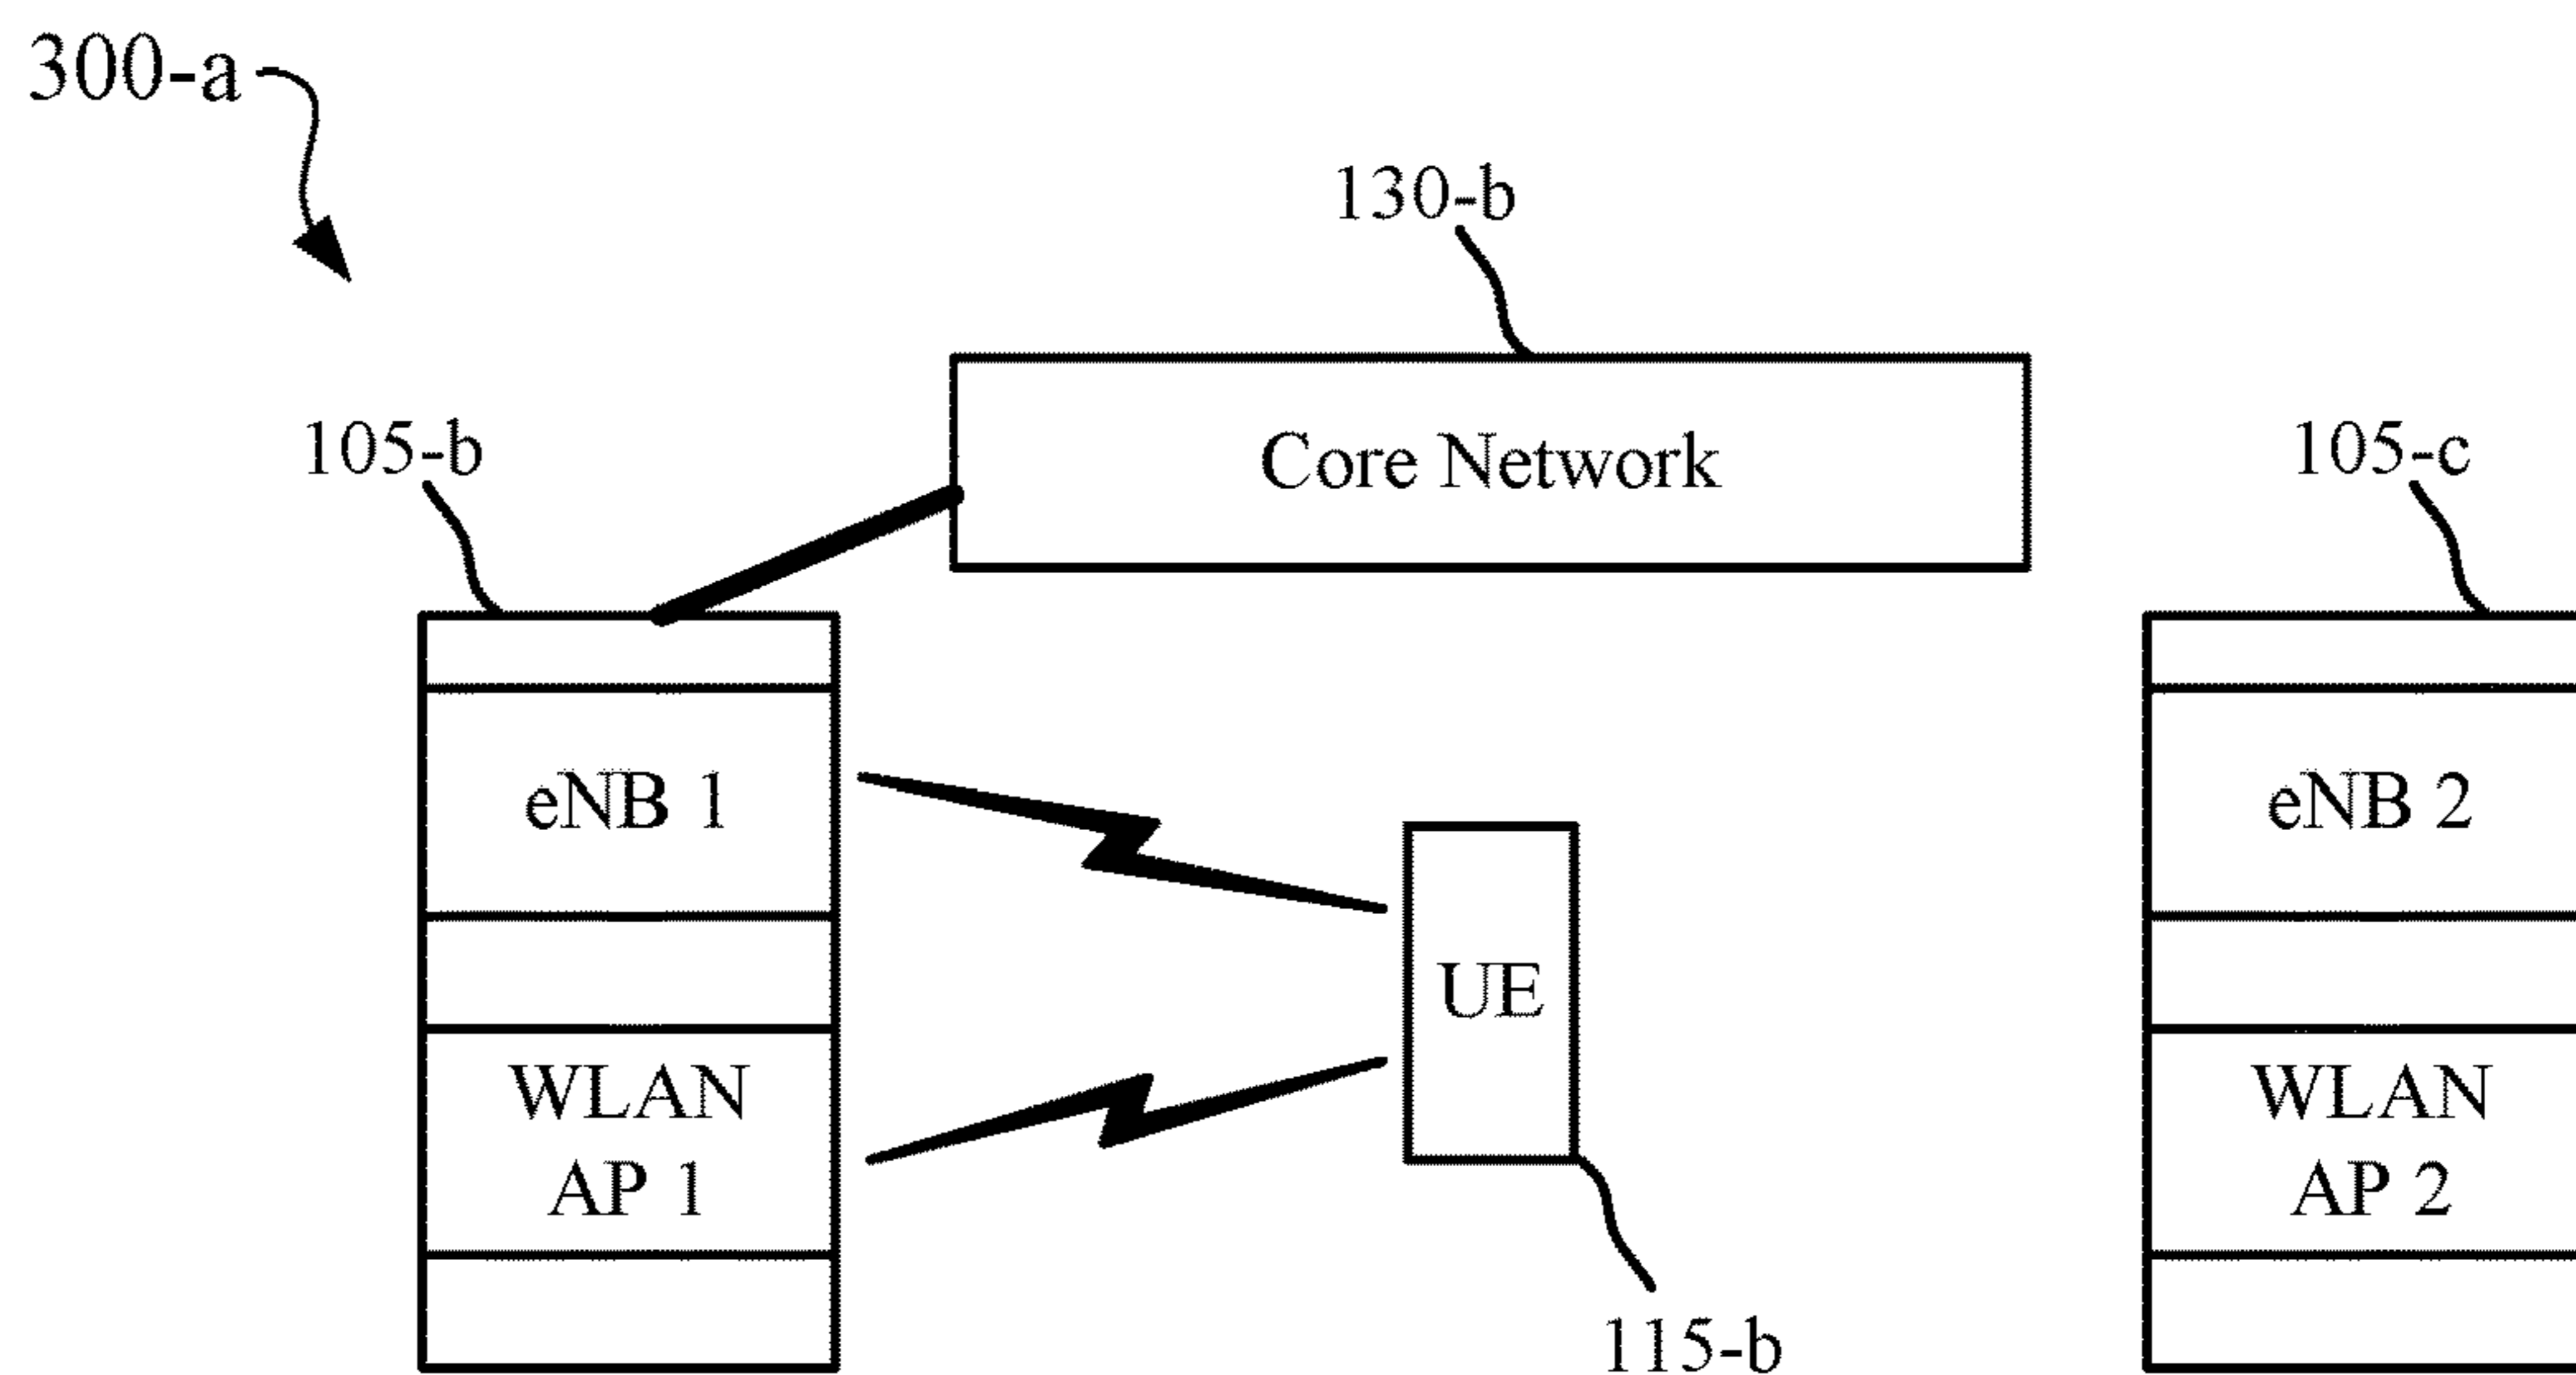 300-a
130-b
105-b
Core Network
105-c
eNB 1
eNB 2
UE
WLAN
AP 1
WLAN
AP 2
115-b